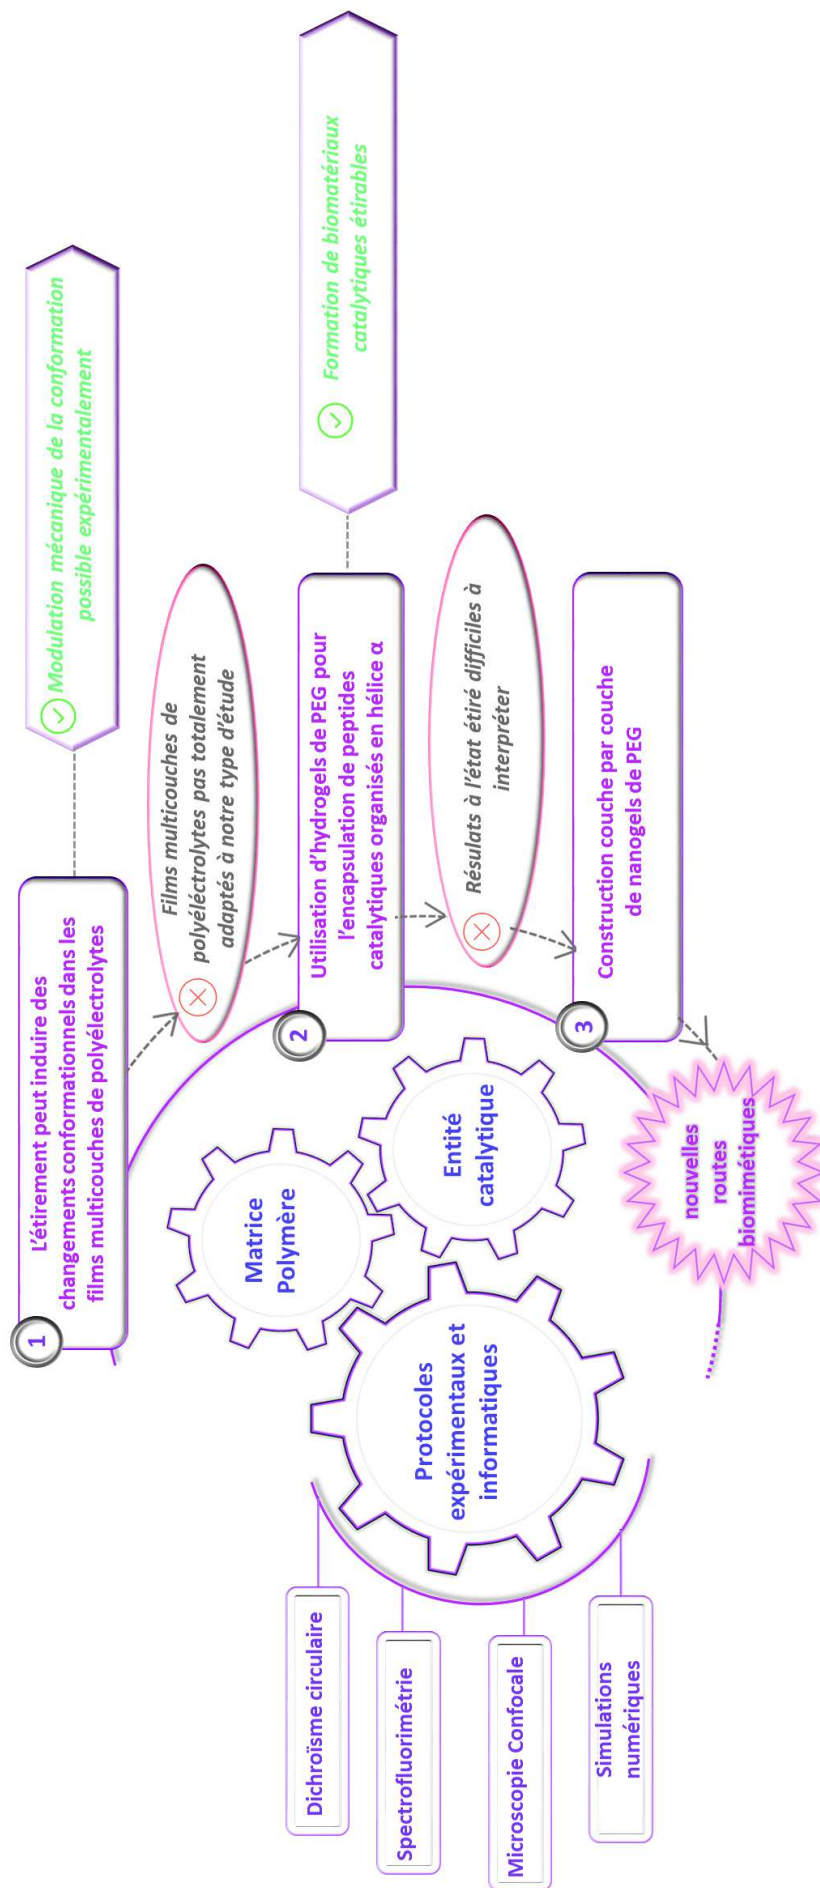 1
L'étirement peut induire des
changements conformationnels dans les
films multicouches de polyélectrolytes
Modulation mécanique de la conformation
possible expérimentalement
Films multicouches de
polyéléctrolytes pas totalement
adaptés à notre type d'étude
2
Utilisation d'hydrogels de PEG pour
l'encapsulation de peptides
catalytiques organisés en hélice α
Formation de biomatériaux
catalytiques étirables
Résulats à l'état étiré difficiles à
interpréter
3
Construction couche par couche
de nanogels de PEG
nouvelles
routes
biomimétiques
Matrice
Polymère
Entité
catalytique
Protocoles
expérimentaux et
informatiques
Dichroïsme circulaire
Spectrofluorimétrie
Microscopie Confocale
Simulations
numériques